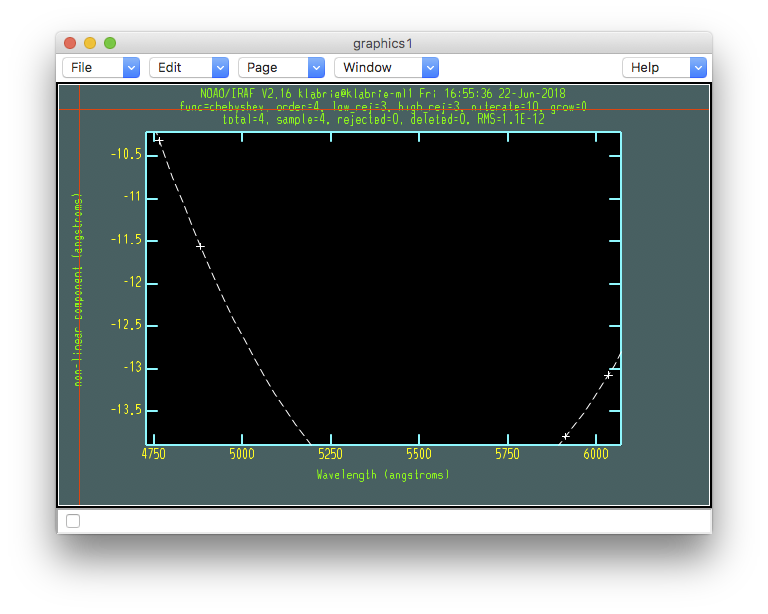 graphics1
File Edit Page Window Help
NOAO/IRAF V2.16 klabrie@klabrie-ml1 Fri 16:55:36 22-Jun-2018
func=chebyshev, order=4, low_rej=3, high_rej=3, niterate=10, grow=0
total=4, sample=4, rejected=0, deleted=0, RMS=1.1E-12
non-linear component (angstroms)
-10.5
-11
-11.5
-12
-12.5
-13
-13.5
4750 5000 5250 5500 5750 6000
Wavelength (angstroms)